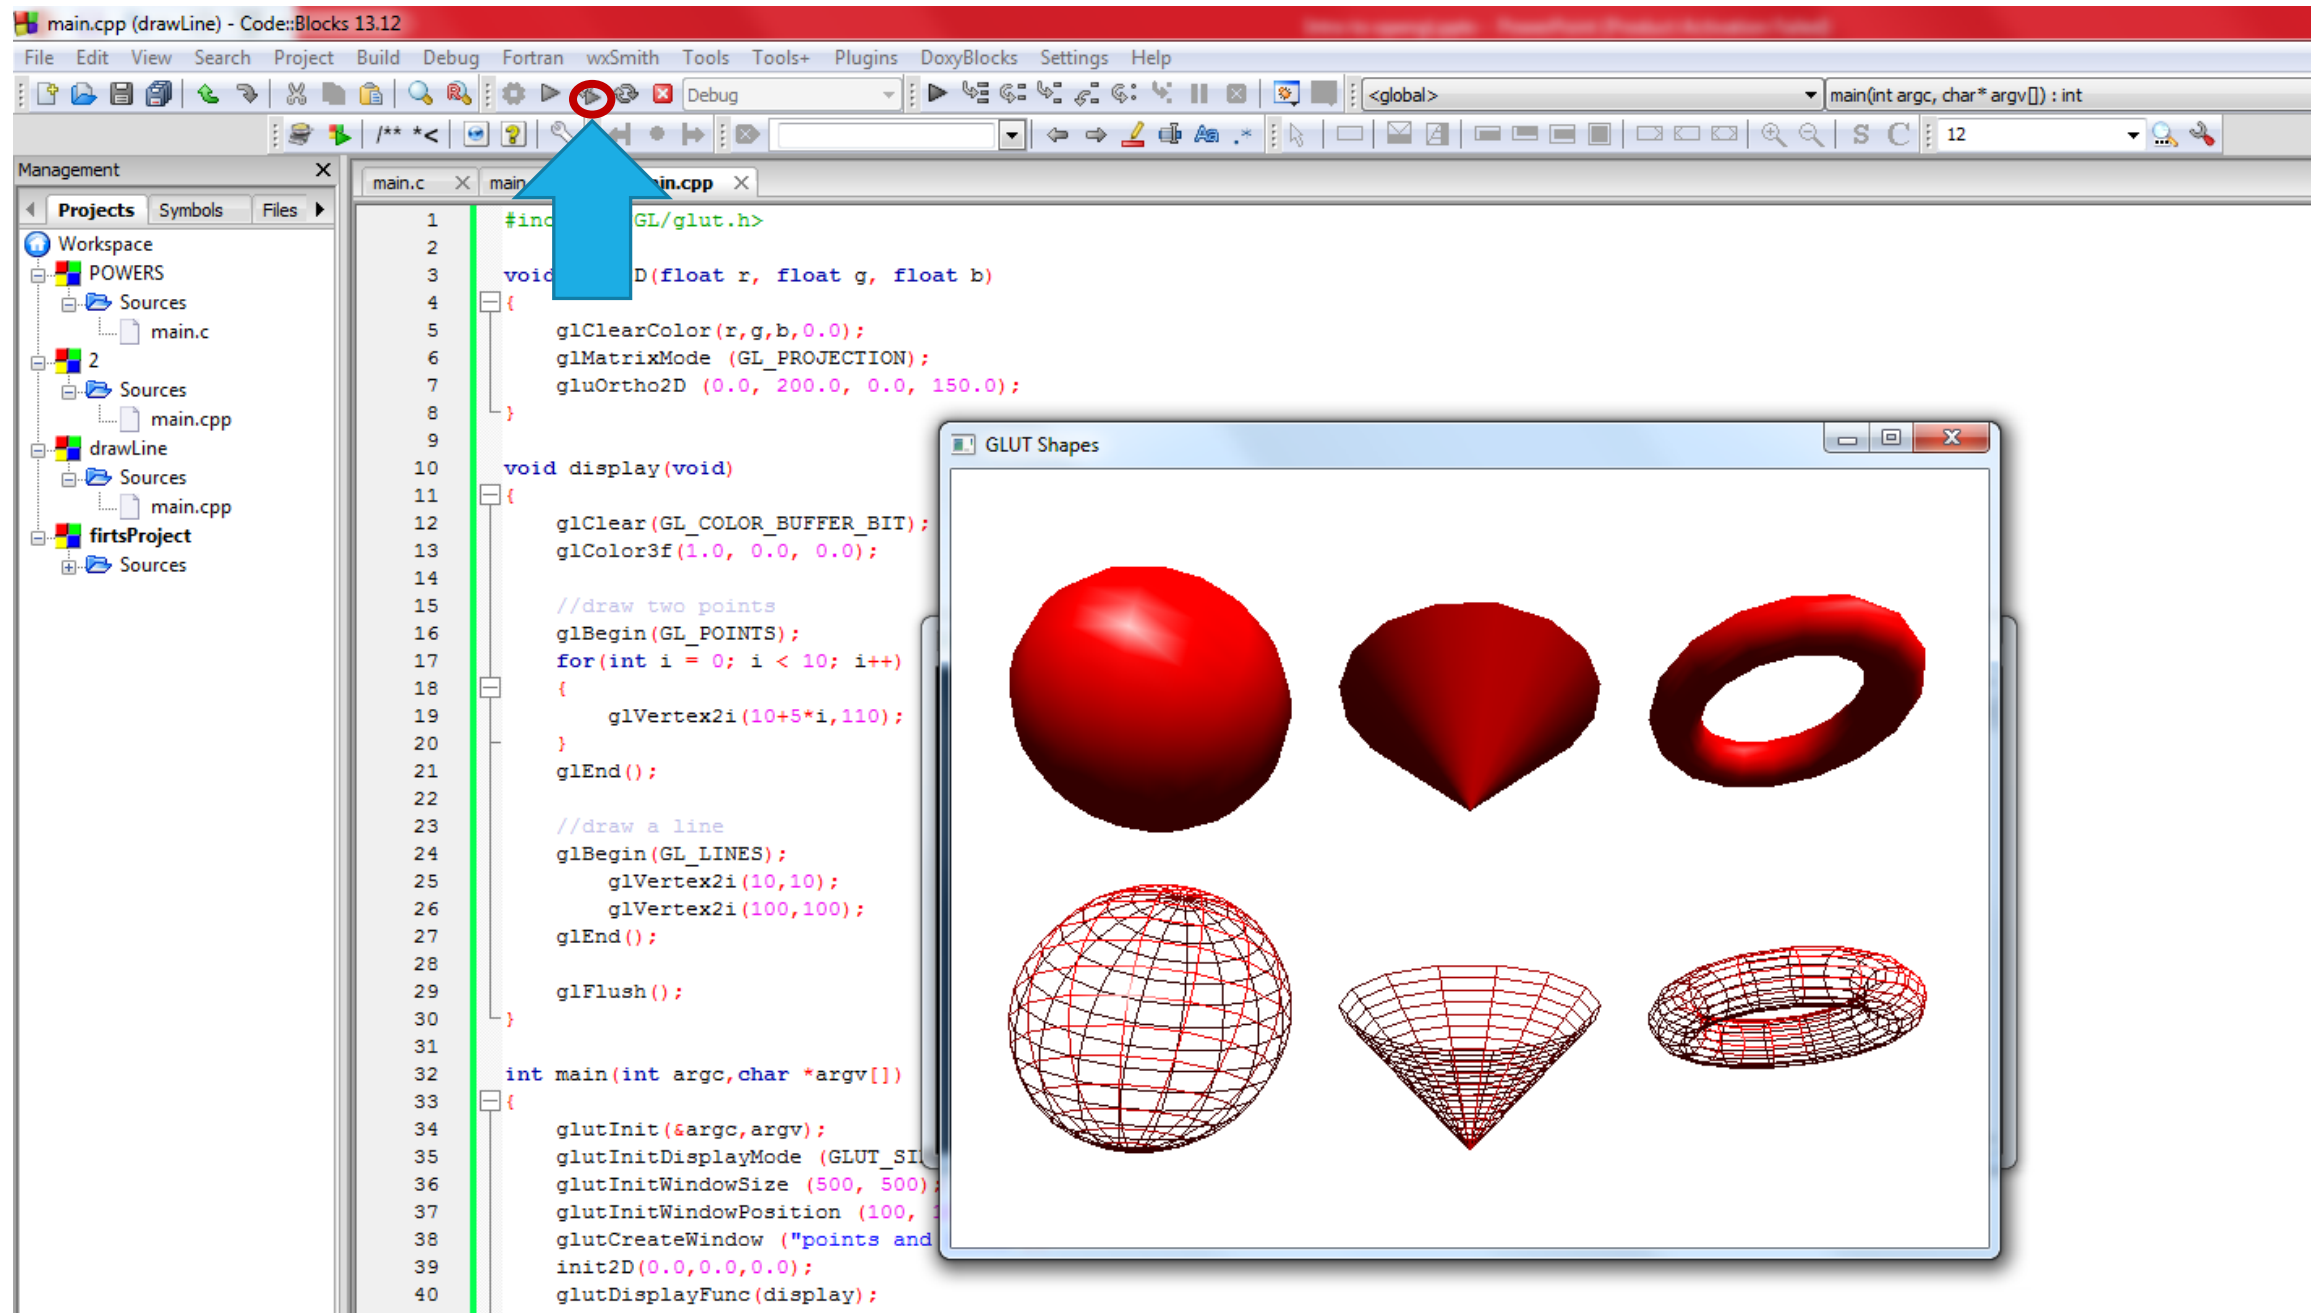 main.cpp (drawLine) - Code::Blocks 13.12
File Edit View Search Project Build Debug Fortran wxSmith Tools Tools+ Plugins DoxyBlocks Settings Help
Debug
<global>
main(int argc, char* argv[]) : int
/** *<
12
Management
main.c
main
in.cpp
Projects Symbols Files
Workspace
POWERS
Sources
main.c
2
Sources
main.cpp
drawLine
Sources
main.cpp
firtsProject
Sources
1 #inc GL/glut.h>
2
3 void D(float r, float g, float b)
4 {
5 glClearColor(r,g,b,0.0);
6 glMatrixMode (GL_PROJECTION);
7 gluOrtho2D (0.0, 200.0, 0.0, 150.0);
8 }
9
10 void display(void)
11 {
12 glClear(GL_COLOR_BUFFER_BIT);
13 glColor3f(1.0, 0.0, 0.0);
14
15 //draw two points
16 glBegin(GL_POINTS);
17 for(int i = 0; i < 10; i++)
18 {
19 glVertex2i(10+5*i,110);
20 }
21 glEnd();
22
23 //draw a line
24 glBegin(GL_LINES);
25 glVertex2i(10,10);
26 glVertex2i(100,100);
27 glEnd();
28
29 glFlush();
30 }
31
32 int main(int argc,char *argv[])
33 {
34 glutInit(&argc,argv);
35 glutInitDisplayMode (GLUT_SI
36 glutInitWindowSize (500, 500);
37 glutInitWindowPosition (100,
38 glutCreateWindow ("points and
39 init2D(0.0,0.0,0.0);
40 glutDisplayFunc(display);
GLUT Shapes